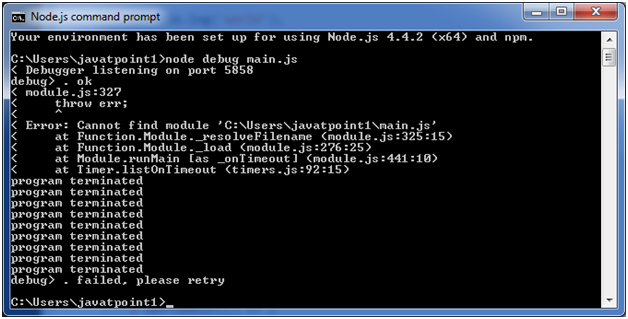 Node.js command prompt
Your environment has been set up for using Node.js 4.4.2 (x64) and npm.
C:\Users\javatpoint1>node debug main.js
< Debugger listening on port 5858
debug> . ok
< module.js:327
<     throw err;
<     ^
< Error: Cannot find module 'C:\Users\javatpoint1\main.js'
<     at Function.Module._resolveFilename (module.js:325:15)
<     at Function.Module._load (module.js:276:25)
<     at Module.runMain [as _onTimeout] (module.js:441:10)
<     at Timer.listOnTimeout (timers.js:92:15)
program terminated
program terminated
program terminated
program terminated
program terminated
program terminated
program terminated
program terminated
program terminated
debug> . failed, please retry
C:\Users\javatpoint1>_